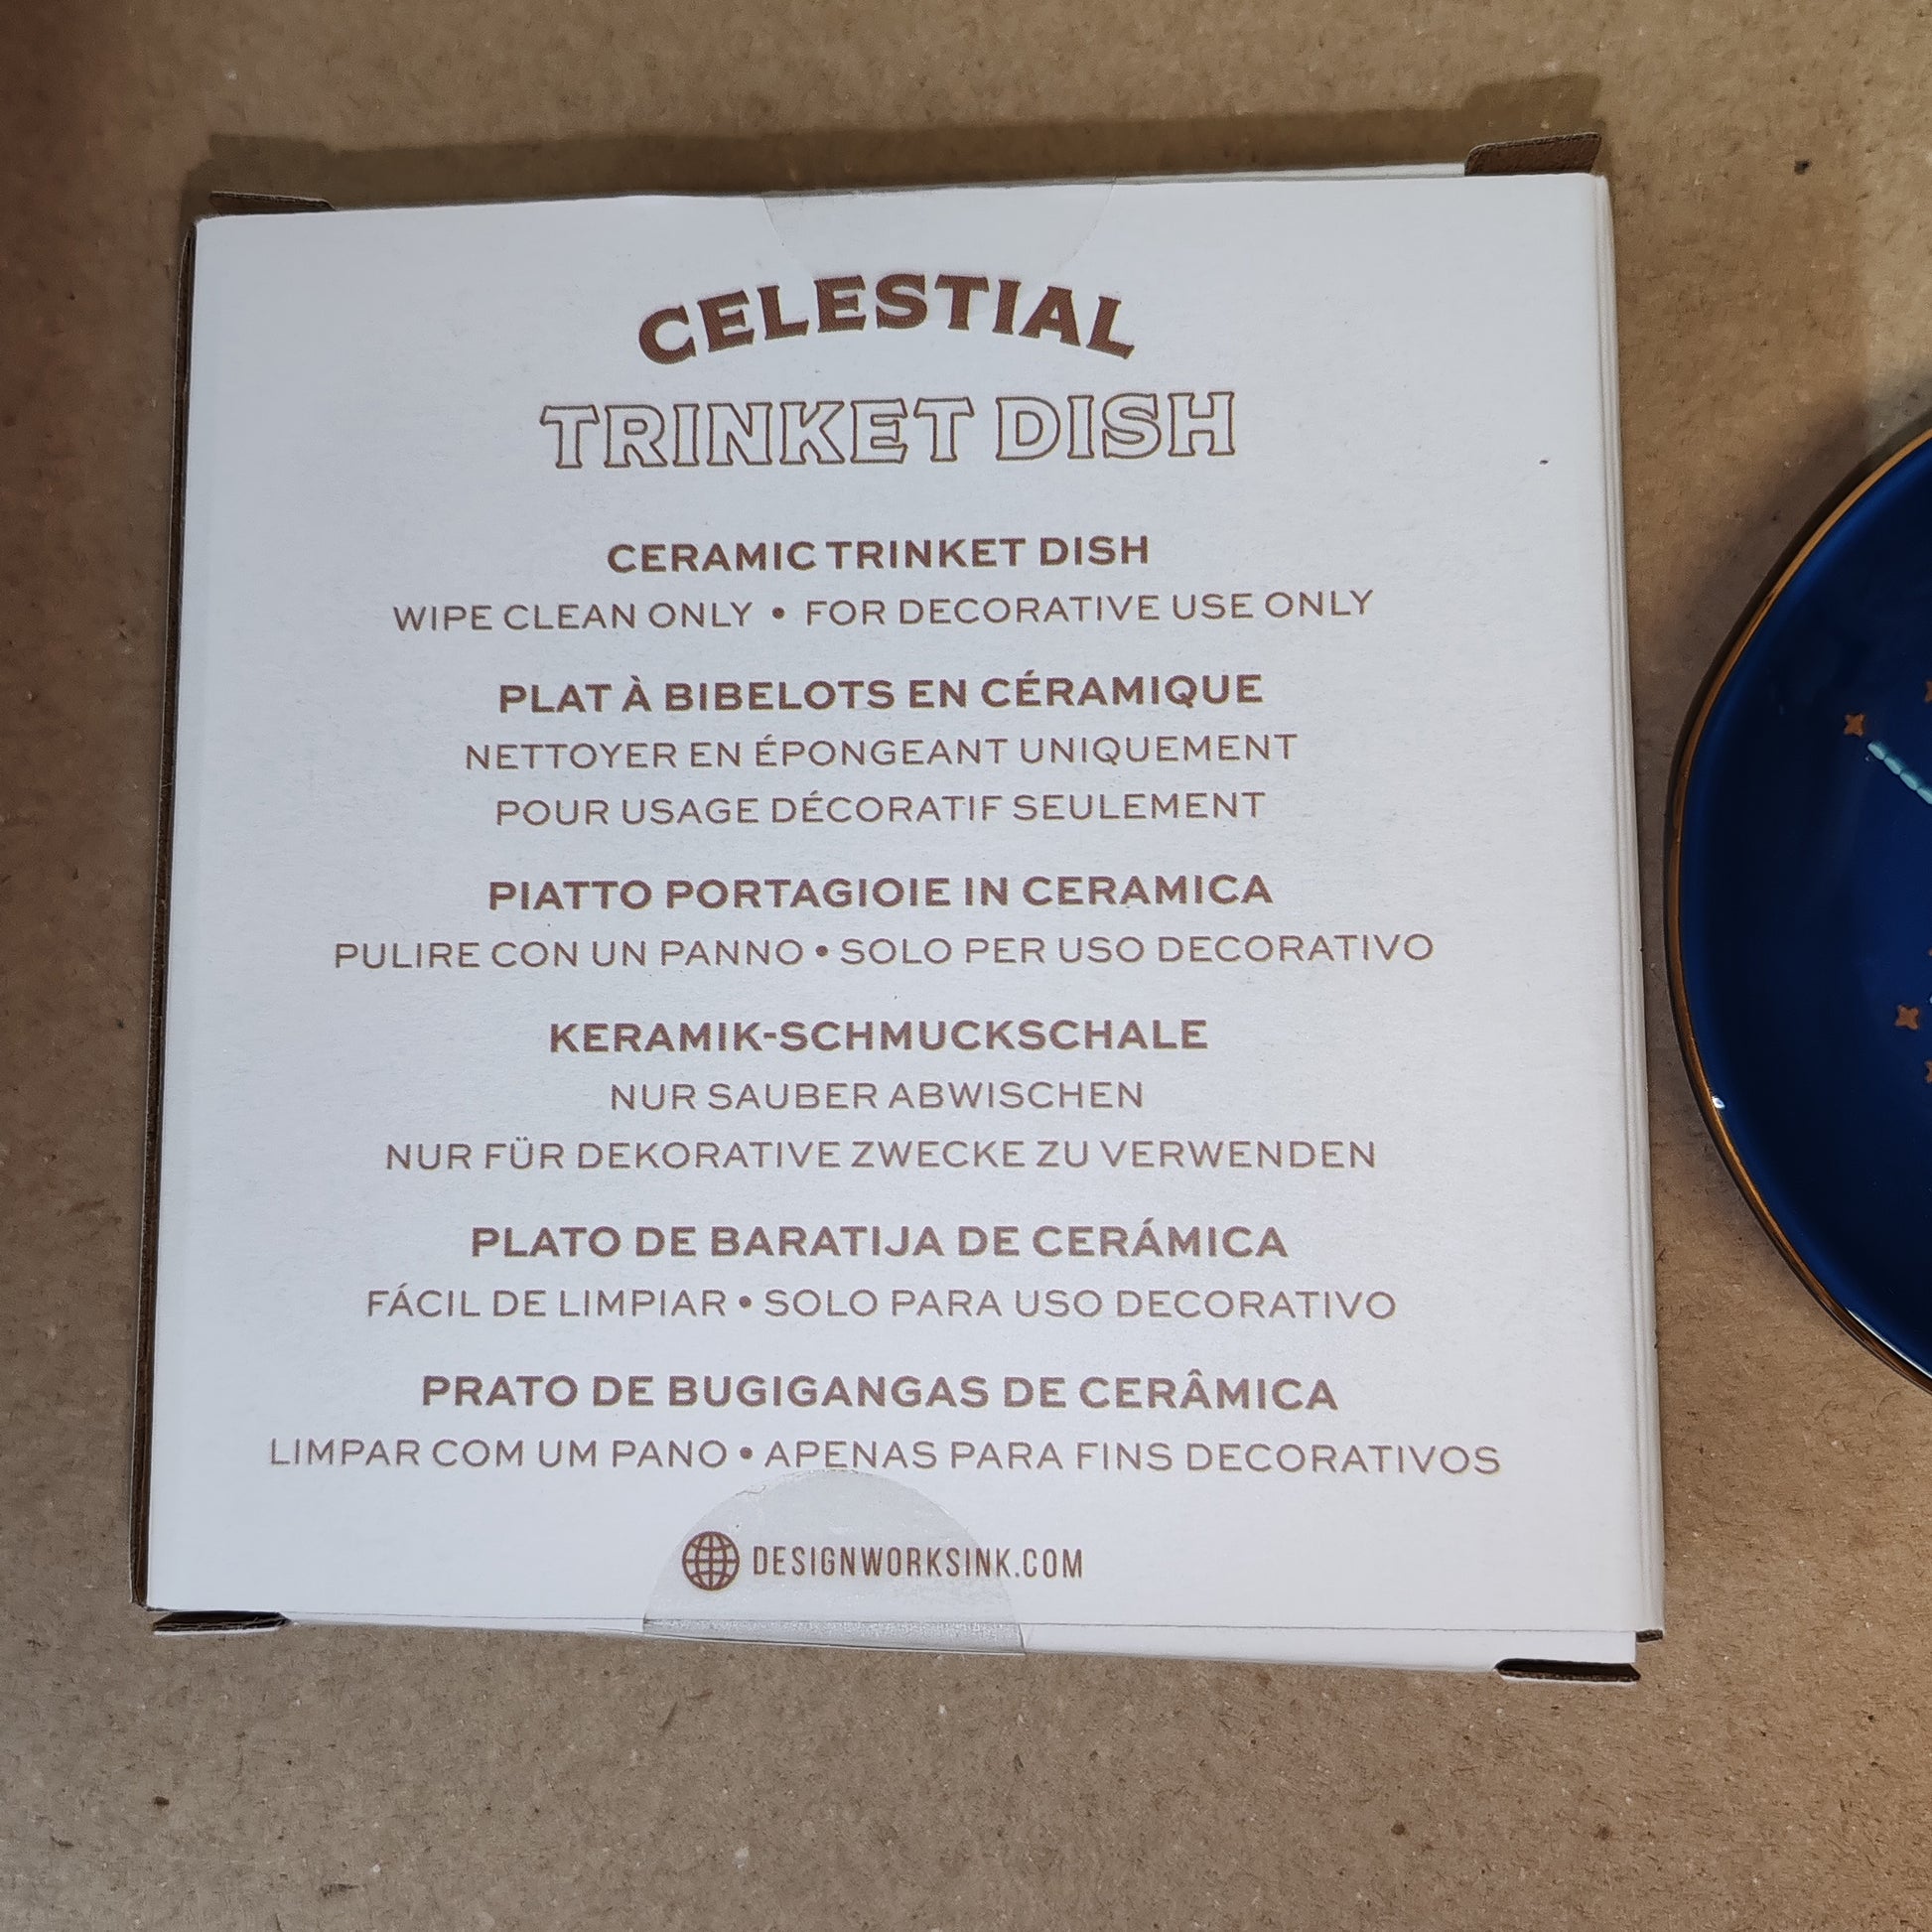 CELESTIAL
TRINKET DISH
CERAMIC TRINKET DISH
WIPE CLEAN ONLY • FOR DECORATIVE USE ONLY
PLAT À BIBELOTS EN CÉRAMIQUE
NETTOYER EN ÉPONGEANT UNIQUEMENT
POUR USAGE DÉCORATIF SEULEMENT
PIATTO PORTAGIOIE IN CERAMICA
PULIRE CON UN PANNO • SOLO PER USO DECORATIVO
KERAMIK-SCHMUCKSCHALE
NUR SAUBER ABWISCHEN
NUR FÜR DEKORATIVE ZWECKE ZU VERWENDEN
PLATO DE BARATIJA DE CERÁMICA
FÁCIL DE LIMPIAR • SOLO PARA USO DECORATIVO
PRATO DE BUGIGANGAS DE CERÂMICA
LIMPAR COM UM PANO • APENAS PARA FINS DECORATIVOS
DESIGNWORKSINK.COM